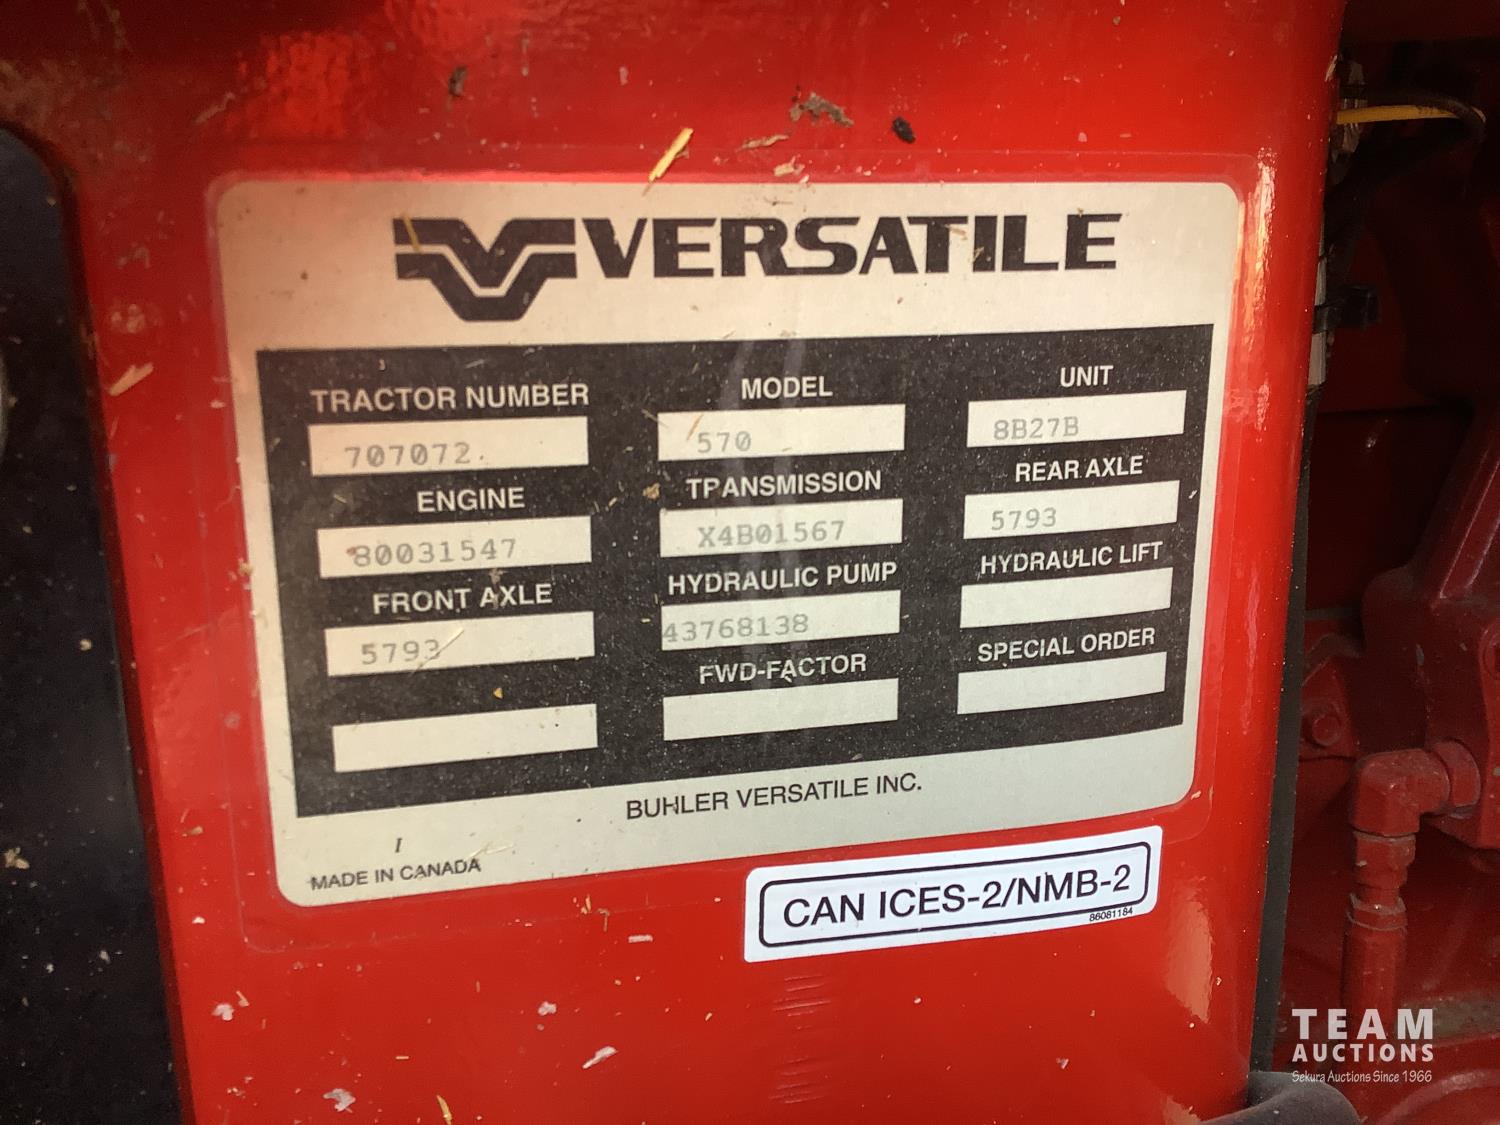 VERSATILE
TRACTOR NUMBER MODEL UNIT
707072 570 8B27B
ENGINE TRANSMISSION REAR AXLE
80031547 X4B01567 5793
FRONT AXLE HYDRAULIC PUMP HYDRAULIC LIFT
5793 43768138
FWD-FACTOR SPECIAL ORDER
BUHLER VERSATILE INC.
I
MADE IN CANADA
CAN ICES-2/NMB-2
86081184
TEAM
AUCTIONS
Sekura Auctions Since 1966